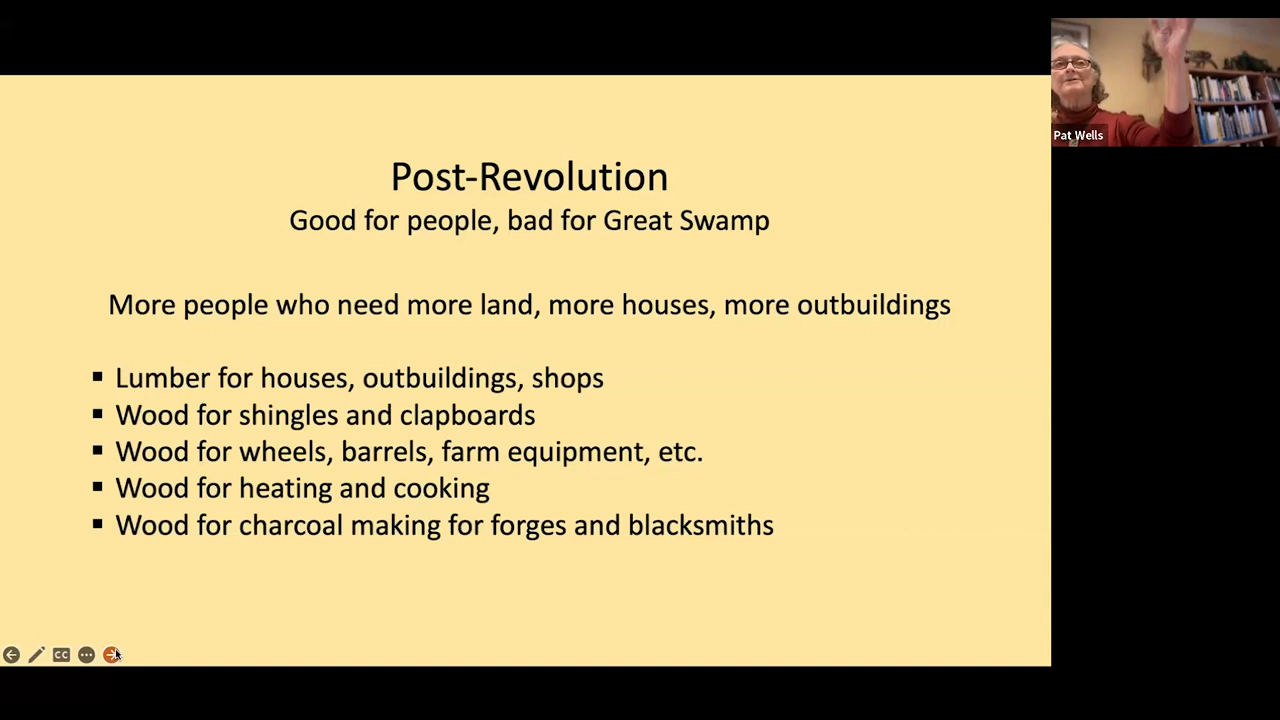 Post-Revolution
Good for people, bad for Great Swamp
More people who need more land, more houses, more outbuildings
▪ Lumber for houses, outbuildings, shops
▪ Wood for shingles and clapboards
▪ Wood for wheels, barrels, farm equipment, etc.
▪ Wood for heating and cooking
▪ Wood for charcoal making for forges and blacksmiths
Pat Wells
CC